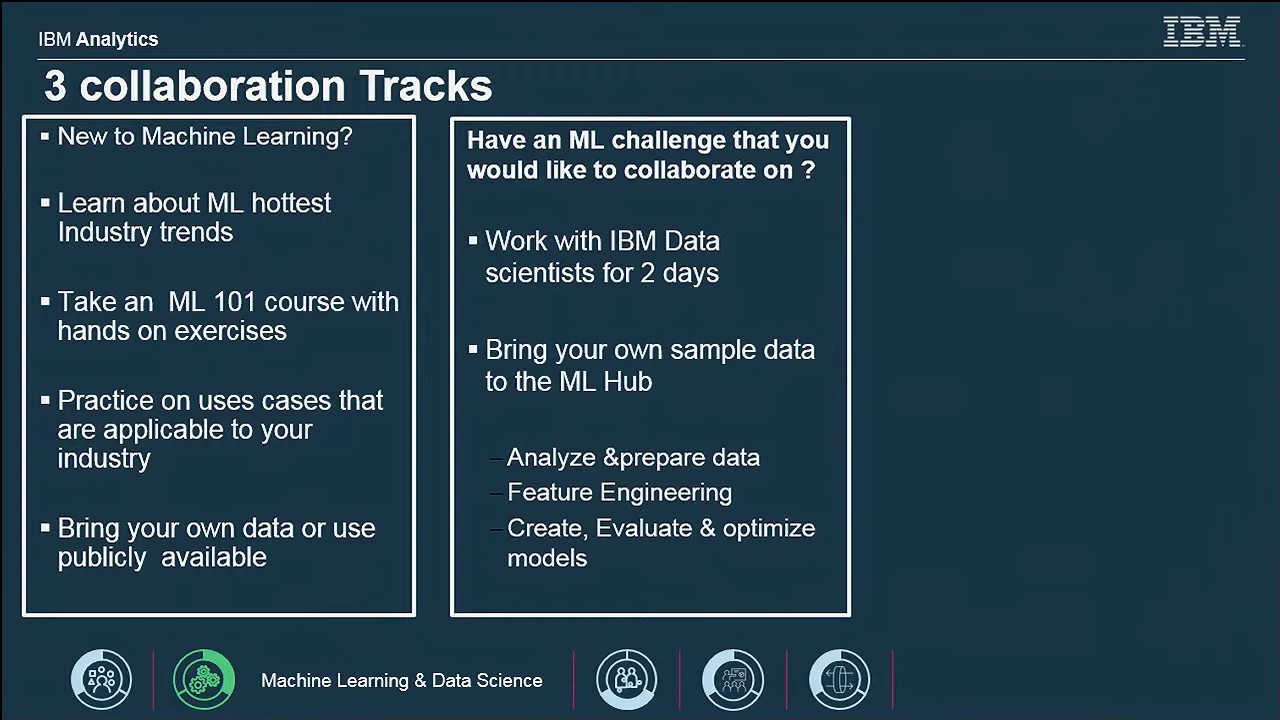 IBM Analytics
IBM
3 collaboration Tracks
▪ New to Machine Learning?
▪ Learn about ML hottest
Industry trends
▪ Take an ML 101 course with
hands on exercises
▪ Practice on uses cases that
are applicable to your
industry
▪ Bring your own data or use
publicly available
Have an ML challenge that you
would like to collaborate on ?
▪ Work with IBM Data
scientists for 2 days
▪ Bring your own sample data
to the ML Hub
–Analyze &prepare data
–Feature Engineering
–Create, Evaluate & optimize
models
Machine Learning & Data Science